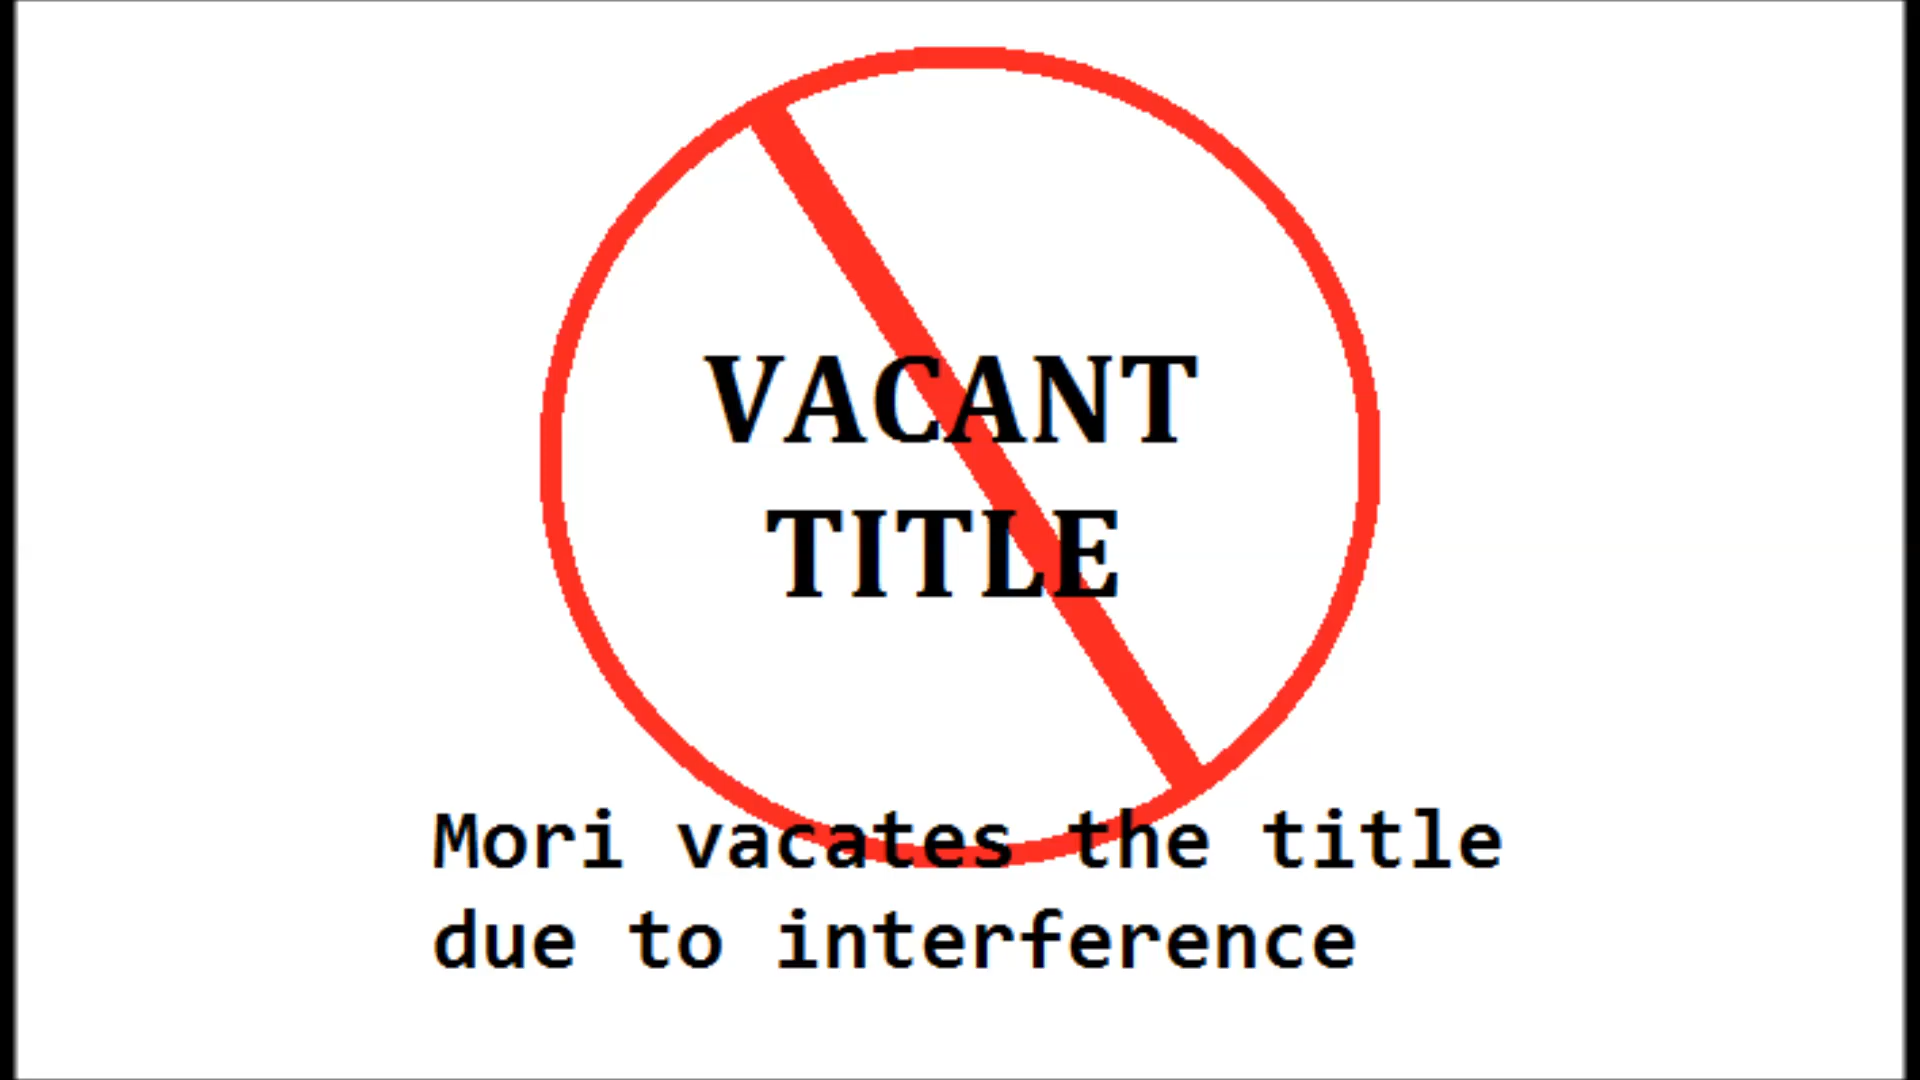 VACANT
TITLE
Mori vacates the title
due to interference